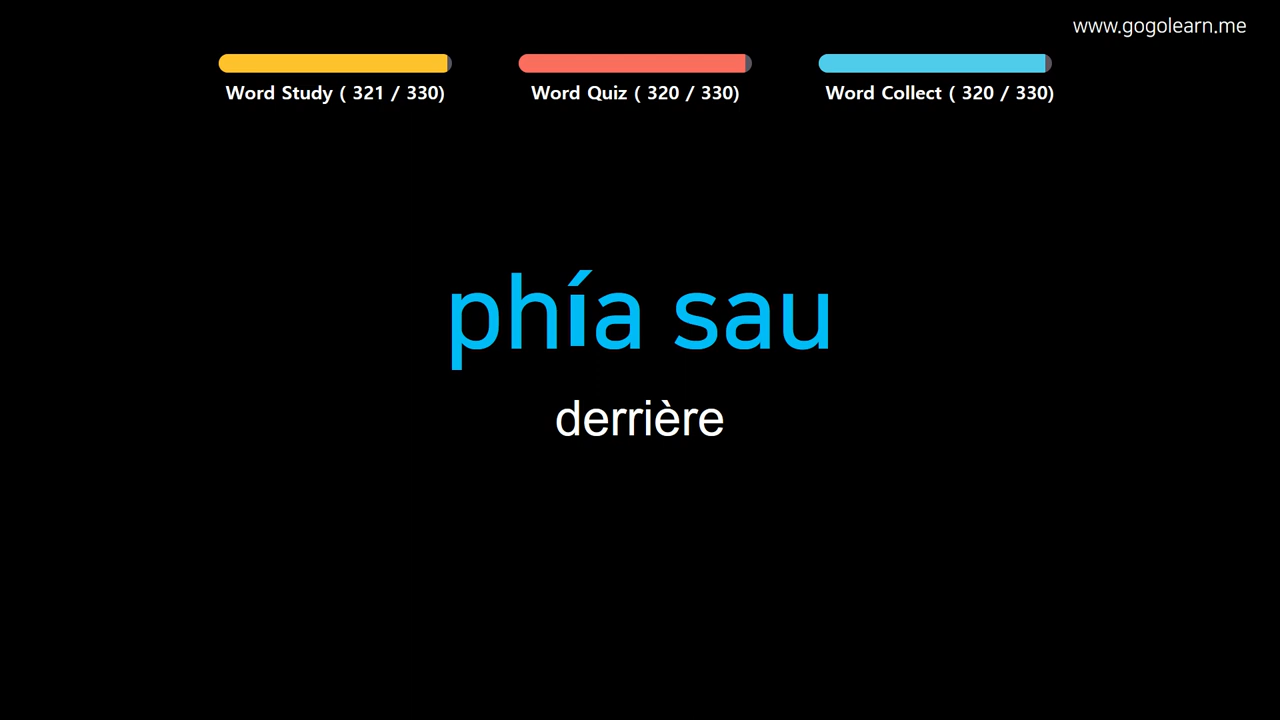 www.gogolearn.me
Word Study ( 321 / 330)
Word Quiz ( 320 / 330)
Word Collect ( 320 / 330)
phía sau
derrière